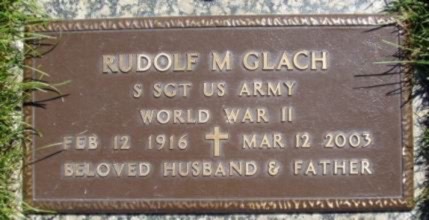 RUDOLF M GLACH
S SGT US ARMY
WORLD WAR II
FEB 12 1916 MAR 12 2003
BELOVED HUSBAND & FATHER